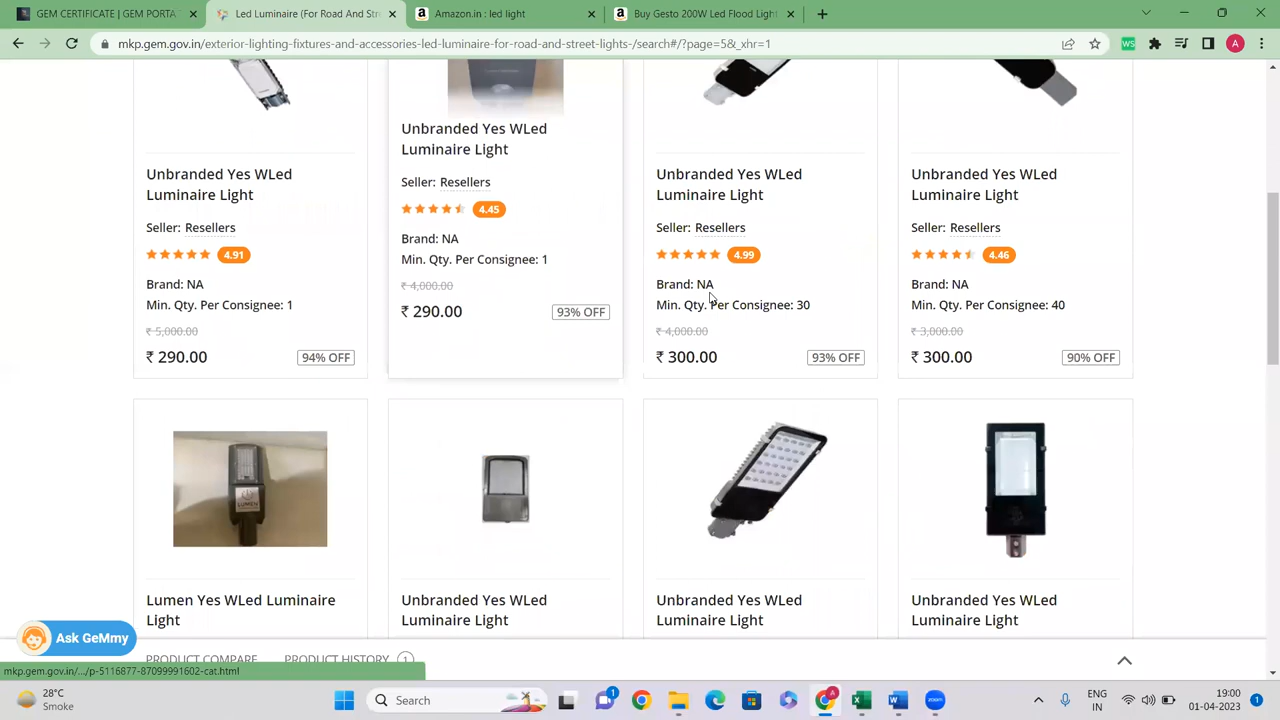 GEM CERTIFICATE | GEM PORTA
Led Luminaire (For Road And Stre
Amazon.in : led light
Buy Gesto 200W Led Flood Light
mkp.gem.gov.in/exterior-lighting-fixtures-and-accessories-led-luminaire-for-road-and-street-lights-/search#/?page=5&_xhr=1
WS
A
Unbranded Yes WLed
Luminaire Light
Seller: Resellers
4.91
Brand: NA
Min. Qty. Per Consignee: 1
₹ 5,000.00
₹ 290.00
94% OFF
Unbranded Yes WLed
Luminaire Light
Seller: Resellers
4.45
Brand: NA
Min. Qty. Per Consignee: 1
₹ 4,000.00
₹ 290.00
93% OFF
Unbranded Yes WLed
Luminaire Light
Seller: Resellers
4.99
Brand: NA
Min. Qty. Per Consignee: 30
₹ 4,000.00
₹ 300.00
93% OFF
Unbranded Yes WLed
Luminaire Light
Seller: Resellers
4.46
Brand: NA
Min. Qty. Per Consignee: 40
₹ 3,000.00
₹ 300.00
90% OFF
LUMEN
Lumen Yes WLed Luminaire
Light
Unbranded Yes WLed
Luminaire Light
Unbranded Yes WLed
Luminaire Light
Unbranded Yes WLed
Luminaire Light
Ask GeMmy
PRODUCT COMPARE
PRODUCT HISTORY 1
mkp.gem.gov.in/.../p-5116877-87099991602-cat.html
28°C
Smoke
Search
1
A
zoom
ENG
IN
19:00
01-04-2023
1